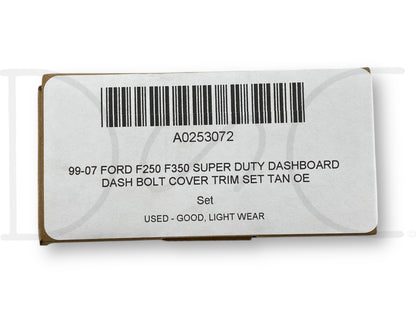 A0253072
99-07 FORD F250 F350 SUPER DUTY DASHBOARD
DASH BOLT COVER TRIM SET TAN OE
Set
USED - GOOD, LIGHT WEAR